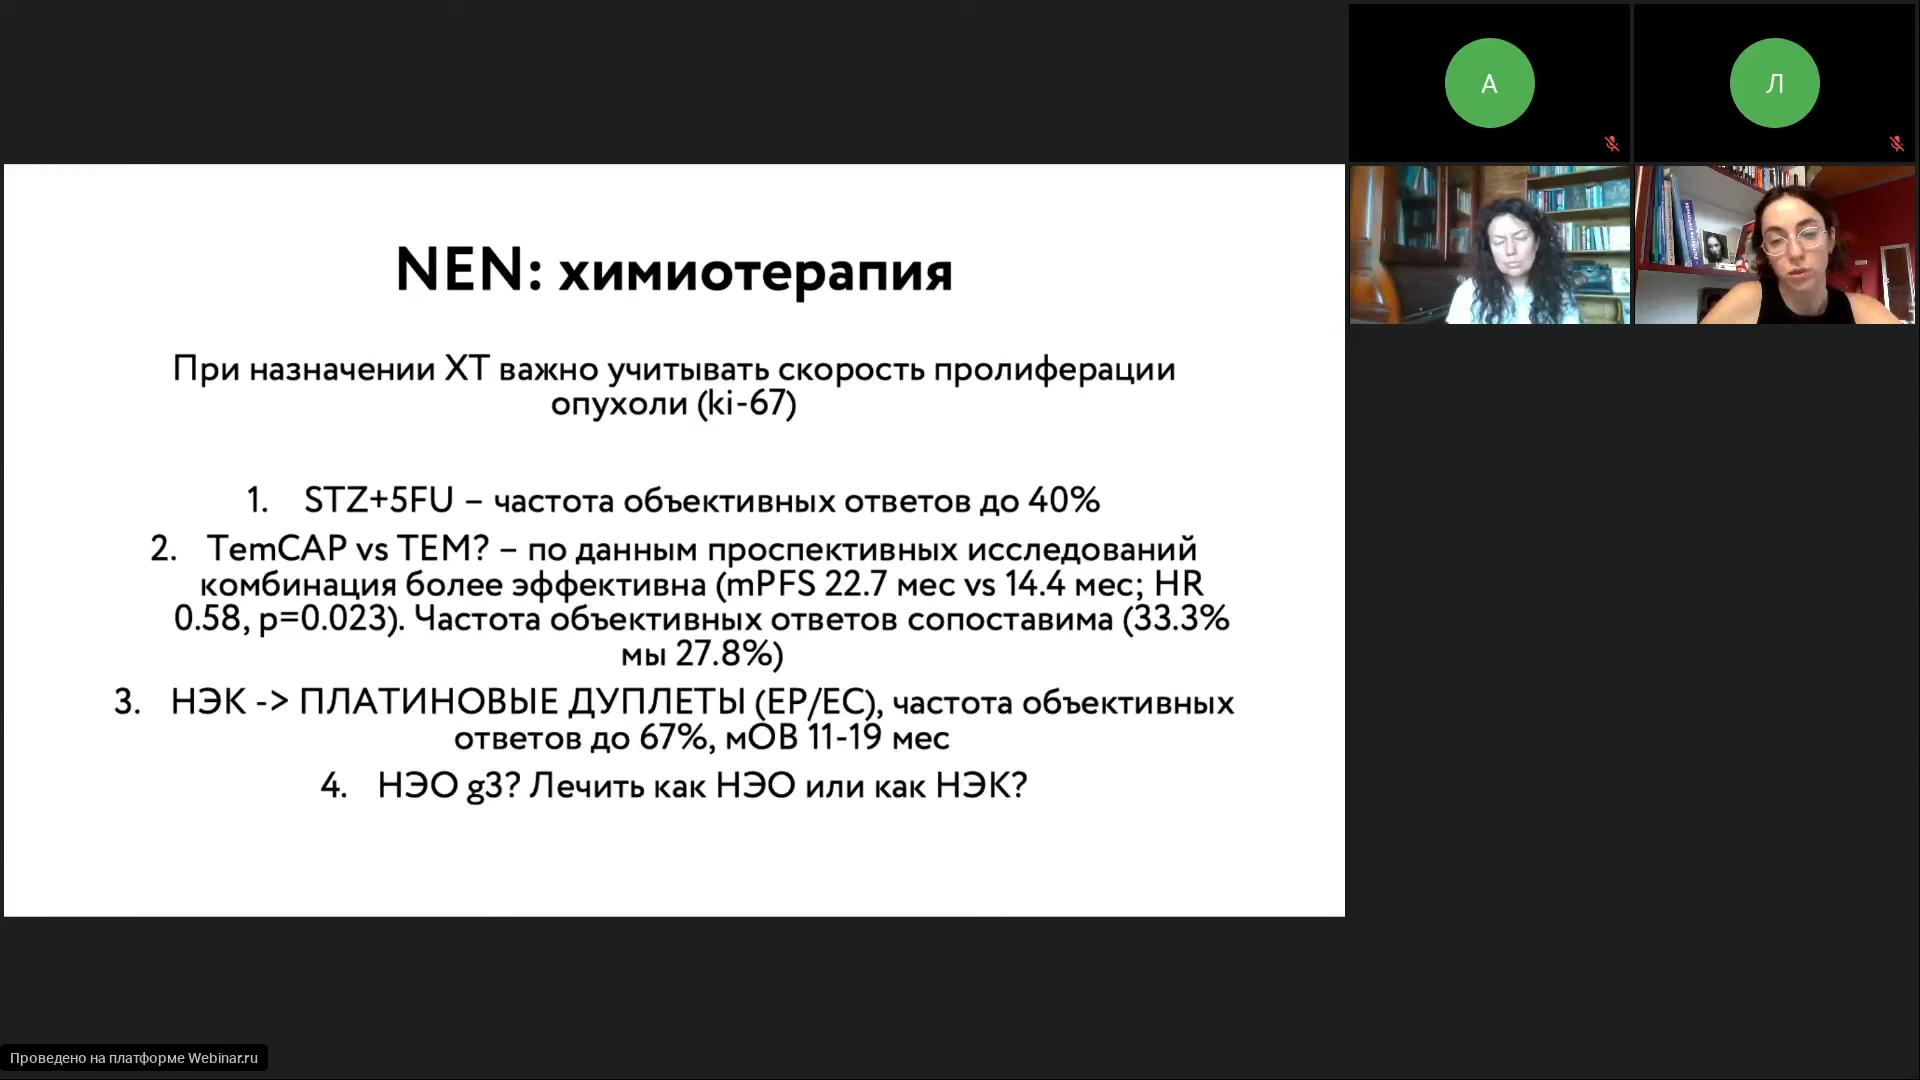 А
Л
NEN: химиотерапия
При назначении ХТ важно учитывать скорость пролиферации
опухоли (ki-67)
1. STZ+5FU – частота объективных ответов до 40%
2. TemCAP vs TEM? – по данным проспективных исследований
комбинация более эффективна (mPFS 22.7 мес vs 14.4 мес; HR
0.58, p=0.023). Частота объективных ответов сопоставима (33.3%
мы 27.8%)
3. НЭК -> ПЛАТИНОВЫЕ ДУПЛЕТЫ (EP/EC), частота объективных
ответов до 67%, мОВ 11-19 мес
4. НЭО g3? Лечить как НЭО или как НЭК?
Проведено на платформе Webinar.ru